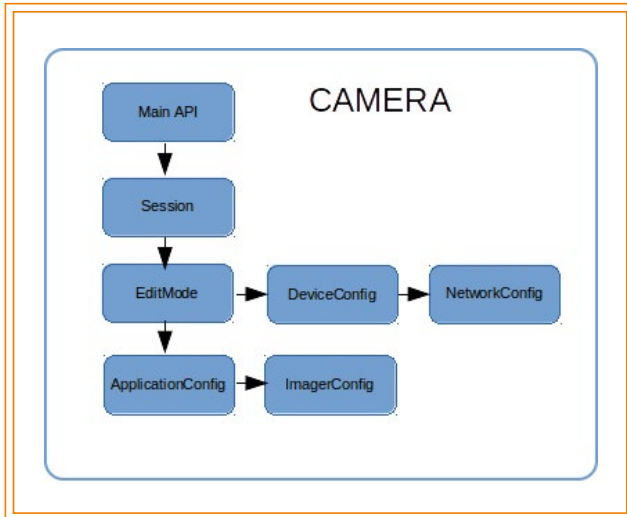 CAMERA
Main API
Session
EditMode
DeviceConfig
NetworkConfig
ApplicationConfig
ImagerConfig